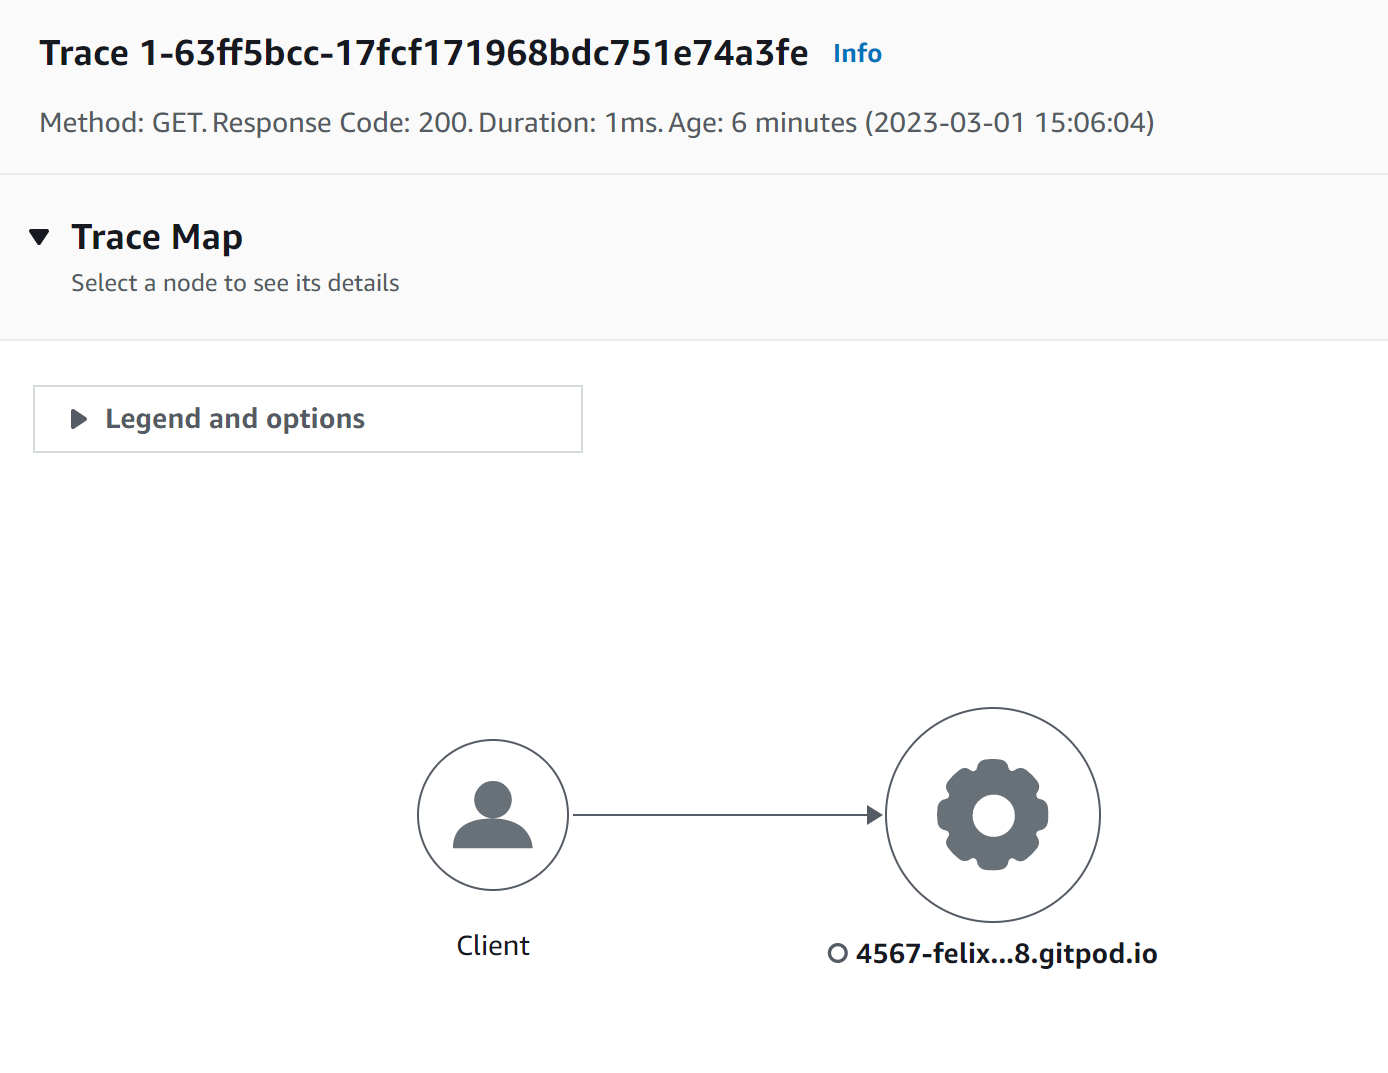 Trace 1-63ff5bcc-17fcf171968bdc751e74a3fe Info
Method: GET. Response Code: 200. Duration: 1ms. Age: 6 minutes (2023-03-01 15:06:04)
Trace Map
Select a node to see its details
Legend and options
Client
4567-felix...8.gitpod.io